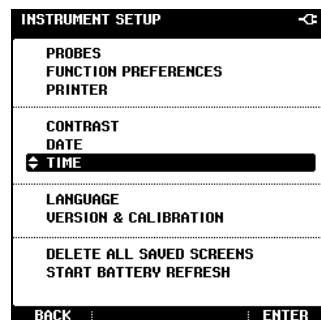 INSTRUMENT SETUP
PROBES
FUNCTION PREFERENCES
PRINTER
CONTRAST
DATE
TIME
LANGUAGE
VERSION & CALIBRATION
DELETE ALL SAVED SCREENS
START BATTERY REFRESH
BACK ENTER